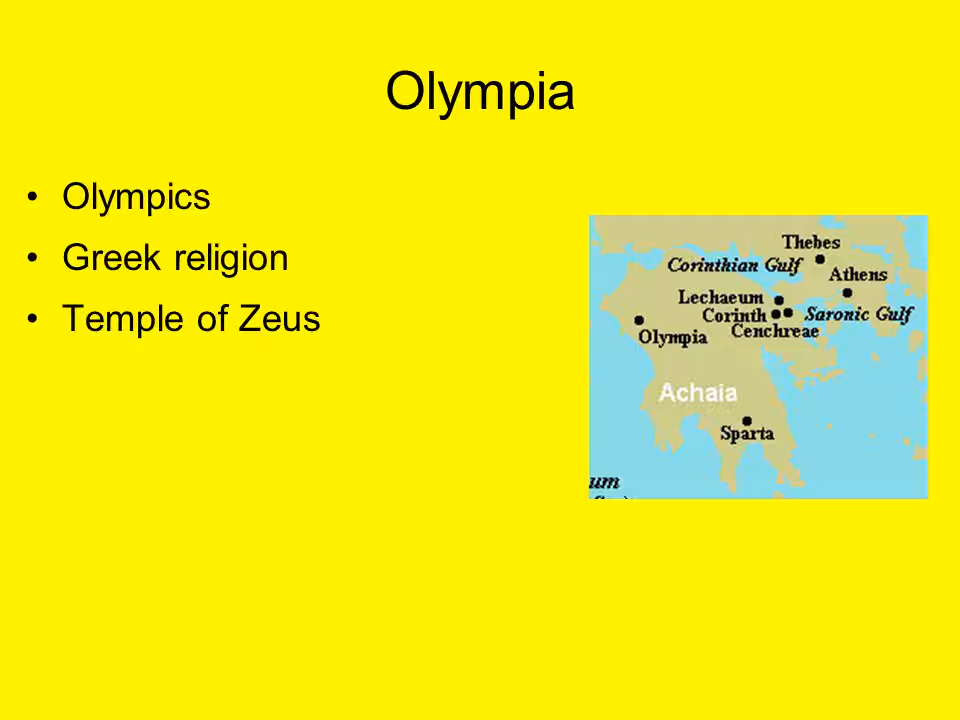 Olympia
• Olympics
• Greek religion
• Temple of Zeus
Thebes
Corinthian Gulf
Athens
Lechaeum
Corinth
Saronic Gulf
Cenchreae
Olympia
Achaia
Sparta
um